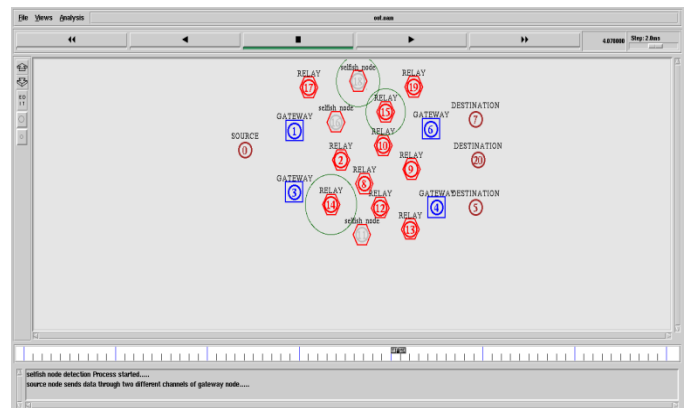 File Views Analysis out.nam
4.078000 Step: 2.0ms
RELAY selfish_node RELAY
17 18 19
selfish_node RELAY
15
GATEWAY GATEWAY DESTINATION
1 6 7
SOURCE RELAY
0 10
RELAY RELAY DESTINATION
2 9 20
GATEWAY RELAY
3 8
RELAY RELAY GATEWAY DESTINATION
14 12 4 5
selfish_node RELAY
13
selfish node detection Process started.....
source node sends data through two different channels of gateway node.....